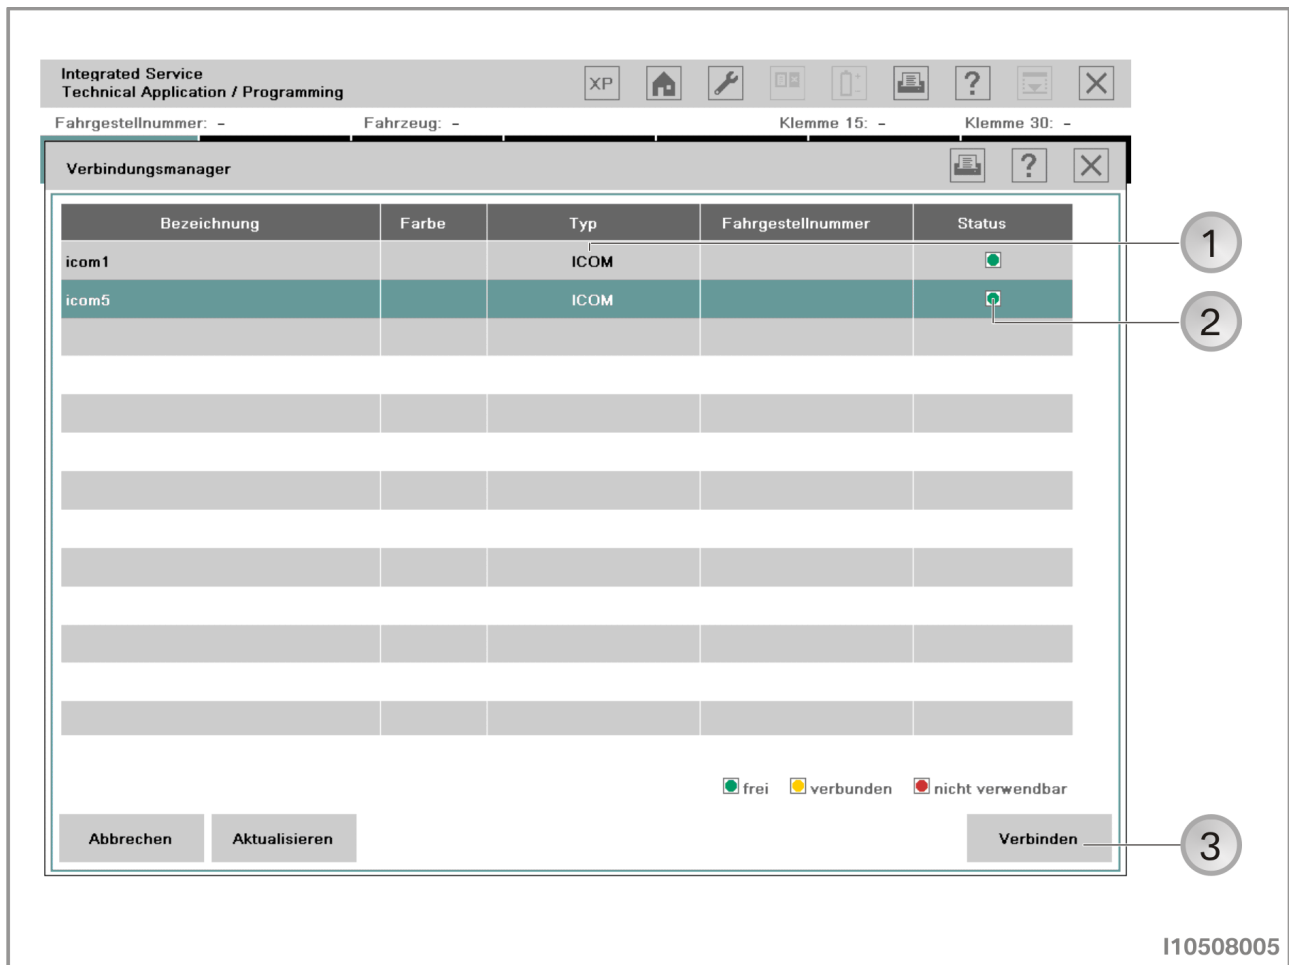 Integrated Service
Technical Application / Programming
XP
?
Fahrgestellnummer: - Fahrzeug: - Klemme 15: - Klemme 30: -
Verbindungsmanager
?
Bezeichnung Farbe Typ Fahrgestellnummer Status
icom1 ICOM
icom5 ICOM
1
2
frei verbunden nicht verwendbar
Abbrechen Aktualisieren Verbinden
3
I10508005